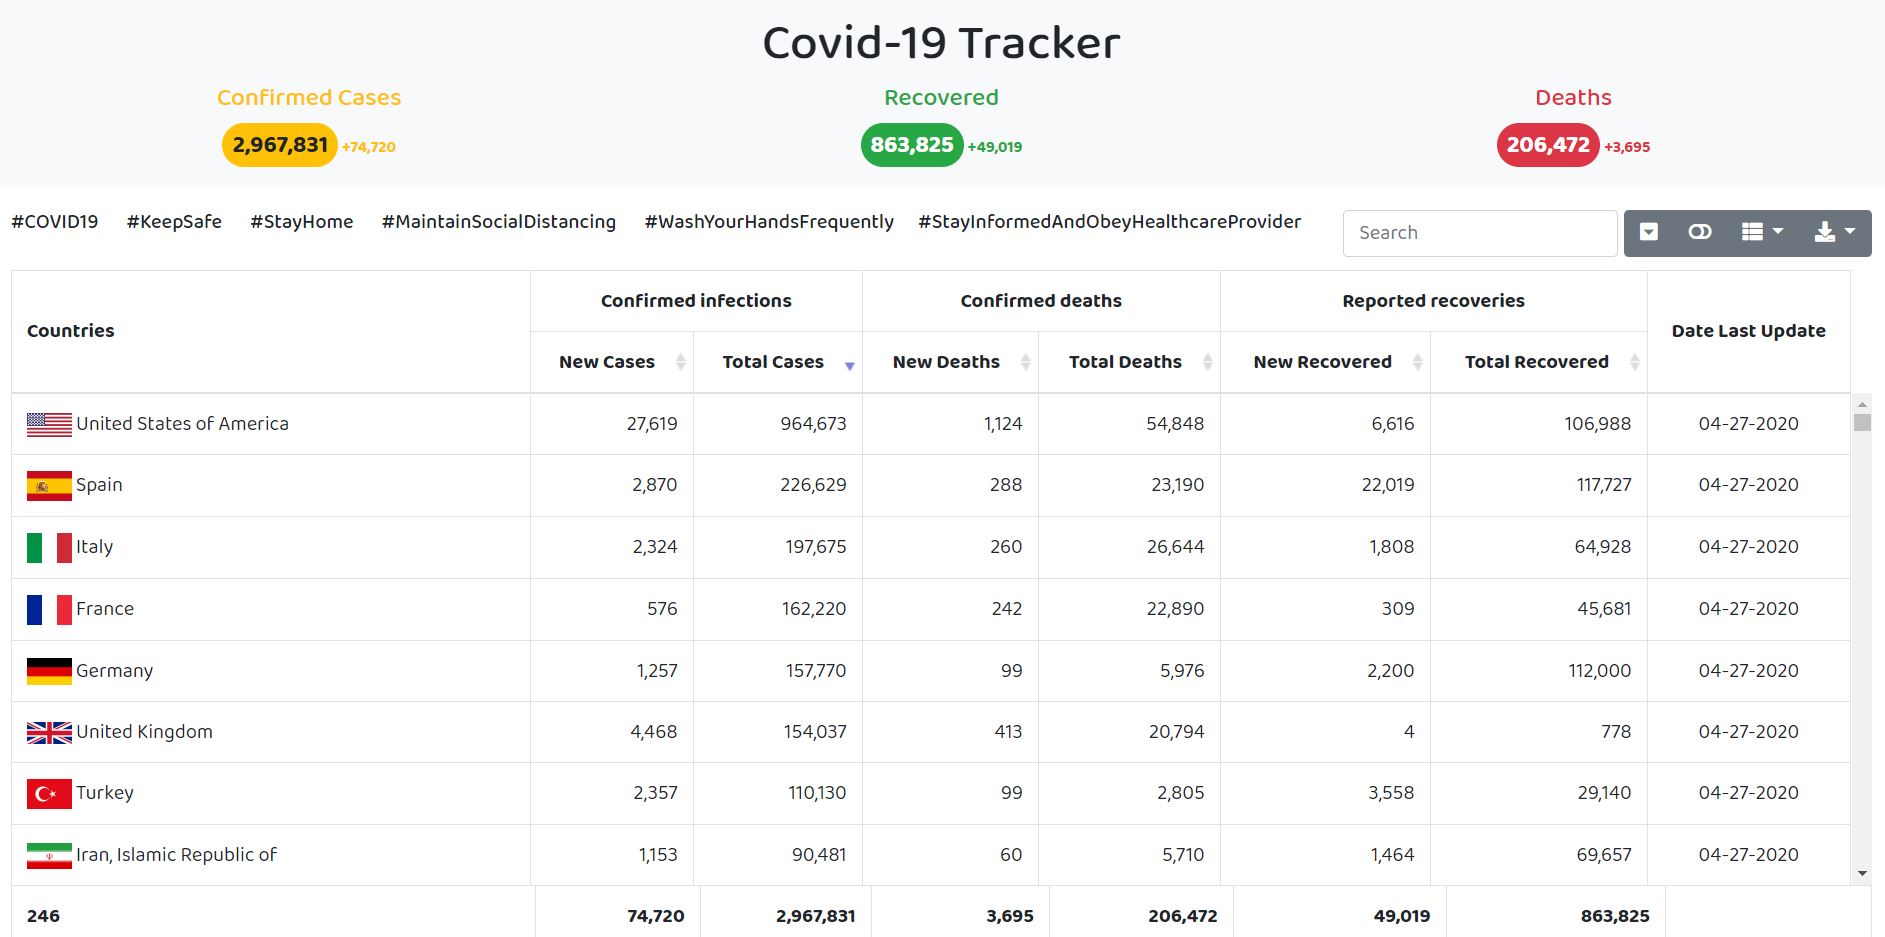 Covid-19 Tracker
Confirmed Cases Recovered Deaths
2,967,831 +74,720 863,825 +49,019 206,472 +3,695
#COVID19 #KeepSafe #StayHome #MaintainSocialDistancing #WashYourHandsFrequently #StayInformedAndObeyHealthcareProvider Search
Countries Confirmed infections Confirmed deaths Reported recoveries Date Last Update
New Cases Total Cases New Deaths Total Deaths New Recovered Total Recovered
United States of America 27,619 964,673 1,124 54,848 6,616 106,988 04-27-2020
Spain 2,870 226,629 288 23,190 22,019 117,727 04-27-2020
Italy 2,324 197,675 260 26,644 1,808 64,928 04-27-2020
France 576 162,220 242 22,890 309 45,681 04-27-2020
Germany 1,257 157,770 99 5,976 2,200 112,000 04-27-2020
United Kingdom 4,468 154,037 413 20,794 4 778 04-27-2020
Turkey 2,357 110,130 99 2,805 3,558 29,140 04-27-2020
Iran, Islamic Republic of 1,153 90,481 60 5,710 1,464 69,657 04-27-2020
246 74,720 2,967,831 3,695 206,472 49,019 863,825